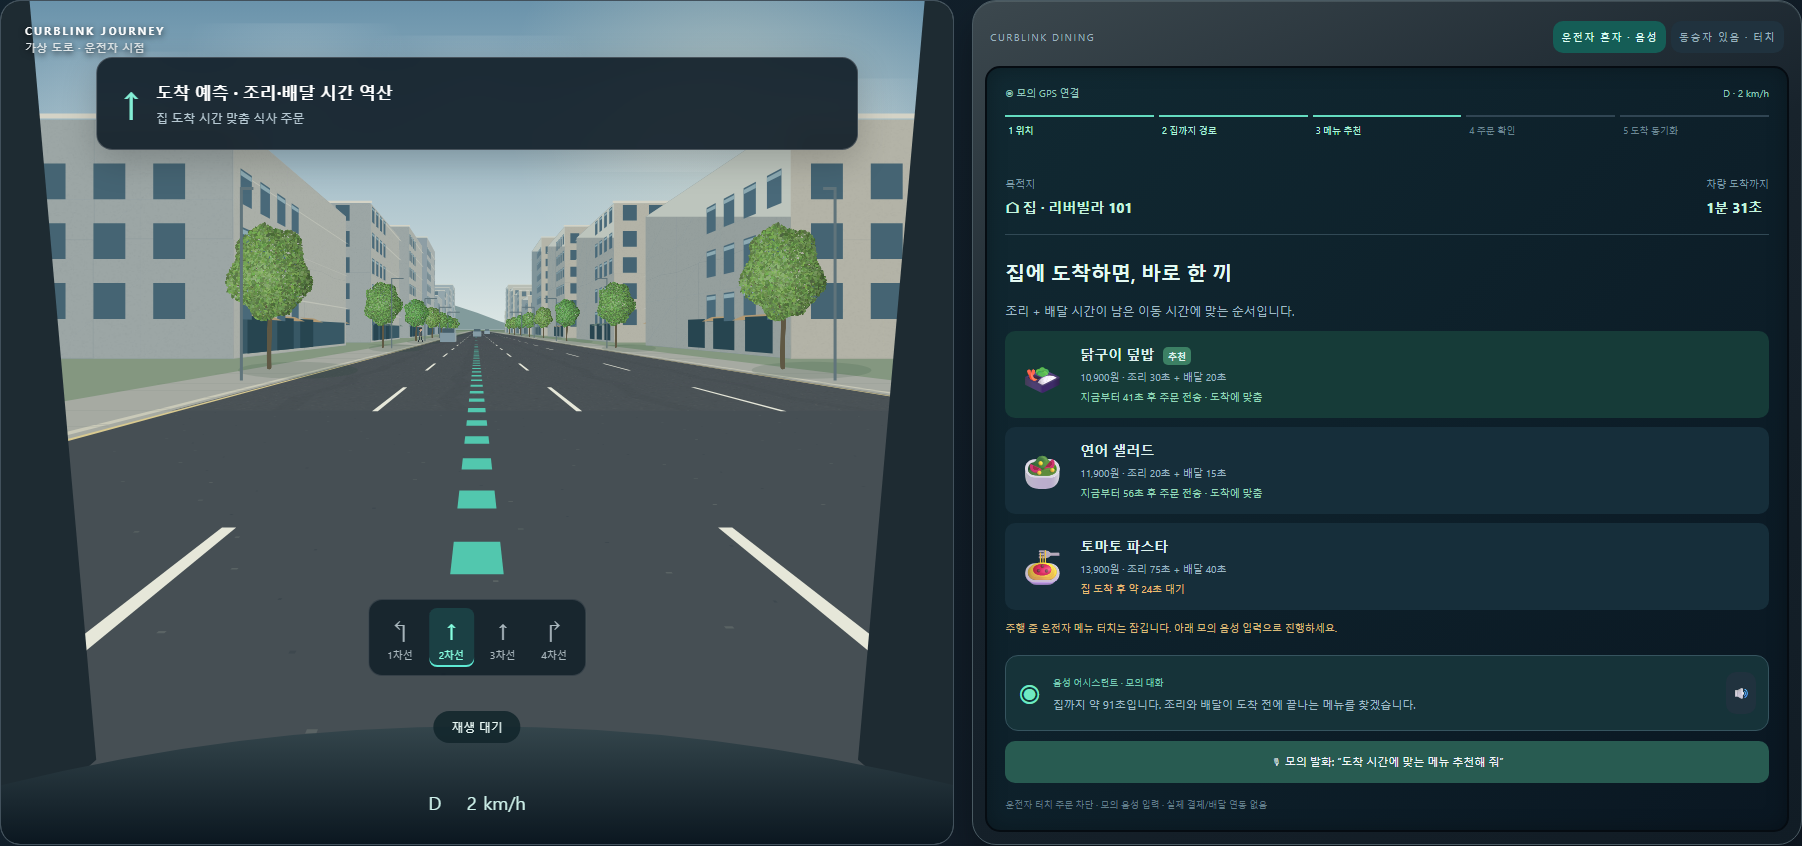 CURBLINK JOURNEY
가상 도로 · 운전자 시점
도착 예측 · 조리·배달 시간 역산
집 도착 시간 맞춤 식사 주문
1차선
2차선
3차선
4차선
재생 대기
D 2 km/h
CURBLINK DINING
운전자 혼자 · 음성
동승자 있음 · 터치
모의 GPS 연결
D · 2 km/h
1 위치
2 집까지 경로
3 메뉴 추천
4 주문 확인
5 도착 동기화
목적지
차량 도착까지
집 · 리버빌라 101
1분 31초
집에 도착하면, 바로 한 끼
조리 + 배달 시간이 남은 이동 시간에 맞는 순서입니다.
닭구이 덮밥 추천
10,900원 · 조리 30초 + 배달 20초
지금부터 41초 후 주문 전송 · 도착에 맞춤
연어 샐러드
11,900원 · 조리 20초 + 배달 15초
지금부터 56초 후 주문 전송 · 도착에 맞춤
토마토 파스타
13,900원 · 조리 75초 + 배달 40초
집 도착 후 약 24초 대기
주행 중 운전자 메뉴 터치는 잠깁니다. 아래 모의 음성 입력으로 진행하세요.
음성 어시스턴트 · 모의 대화
집까지 약 91초입니다. 조리와 배달이 도착 전에 끝나는 메뉴를 찾겠습니다.
모의 발화: “도착 시간에 맞는 메뉴 추천해 줘”
운전자 터치 주문 차단 · 모의 음성 입력 · 실제 결제/배달 연동 없음